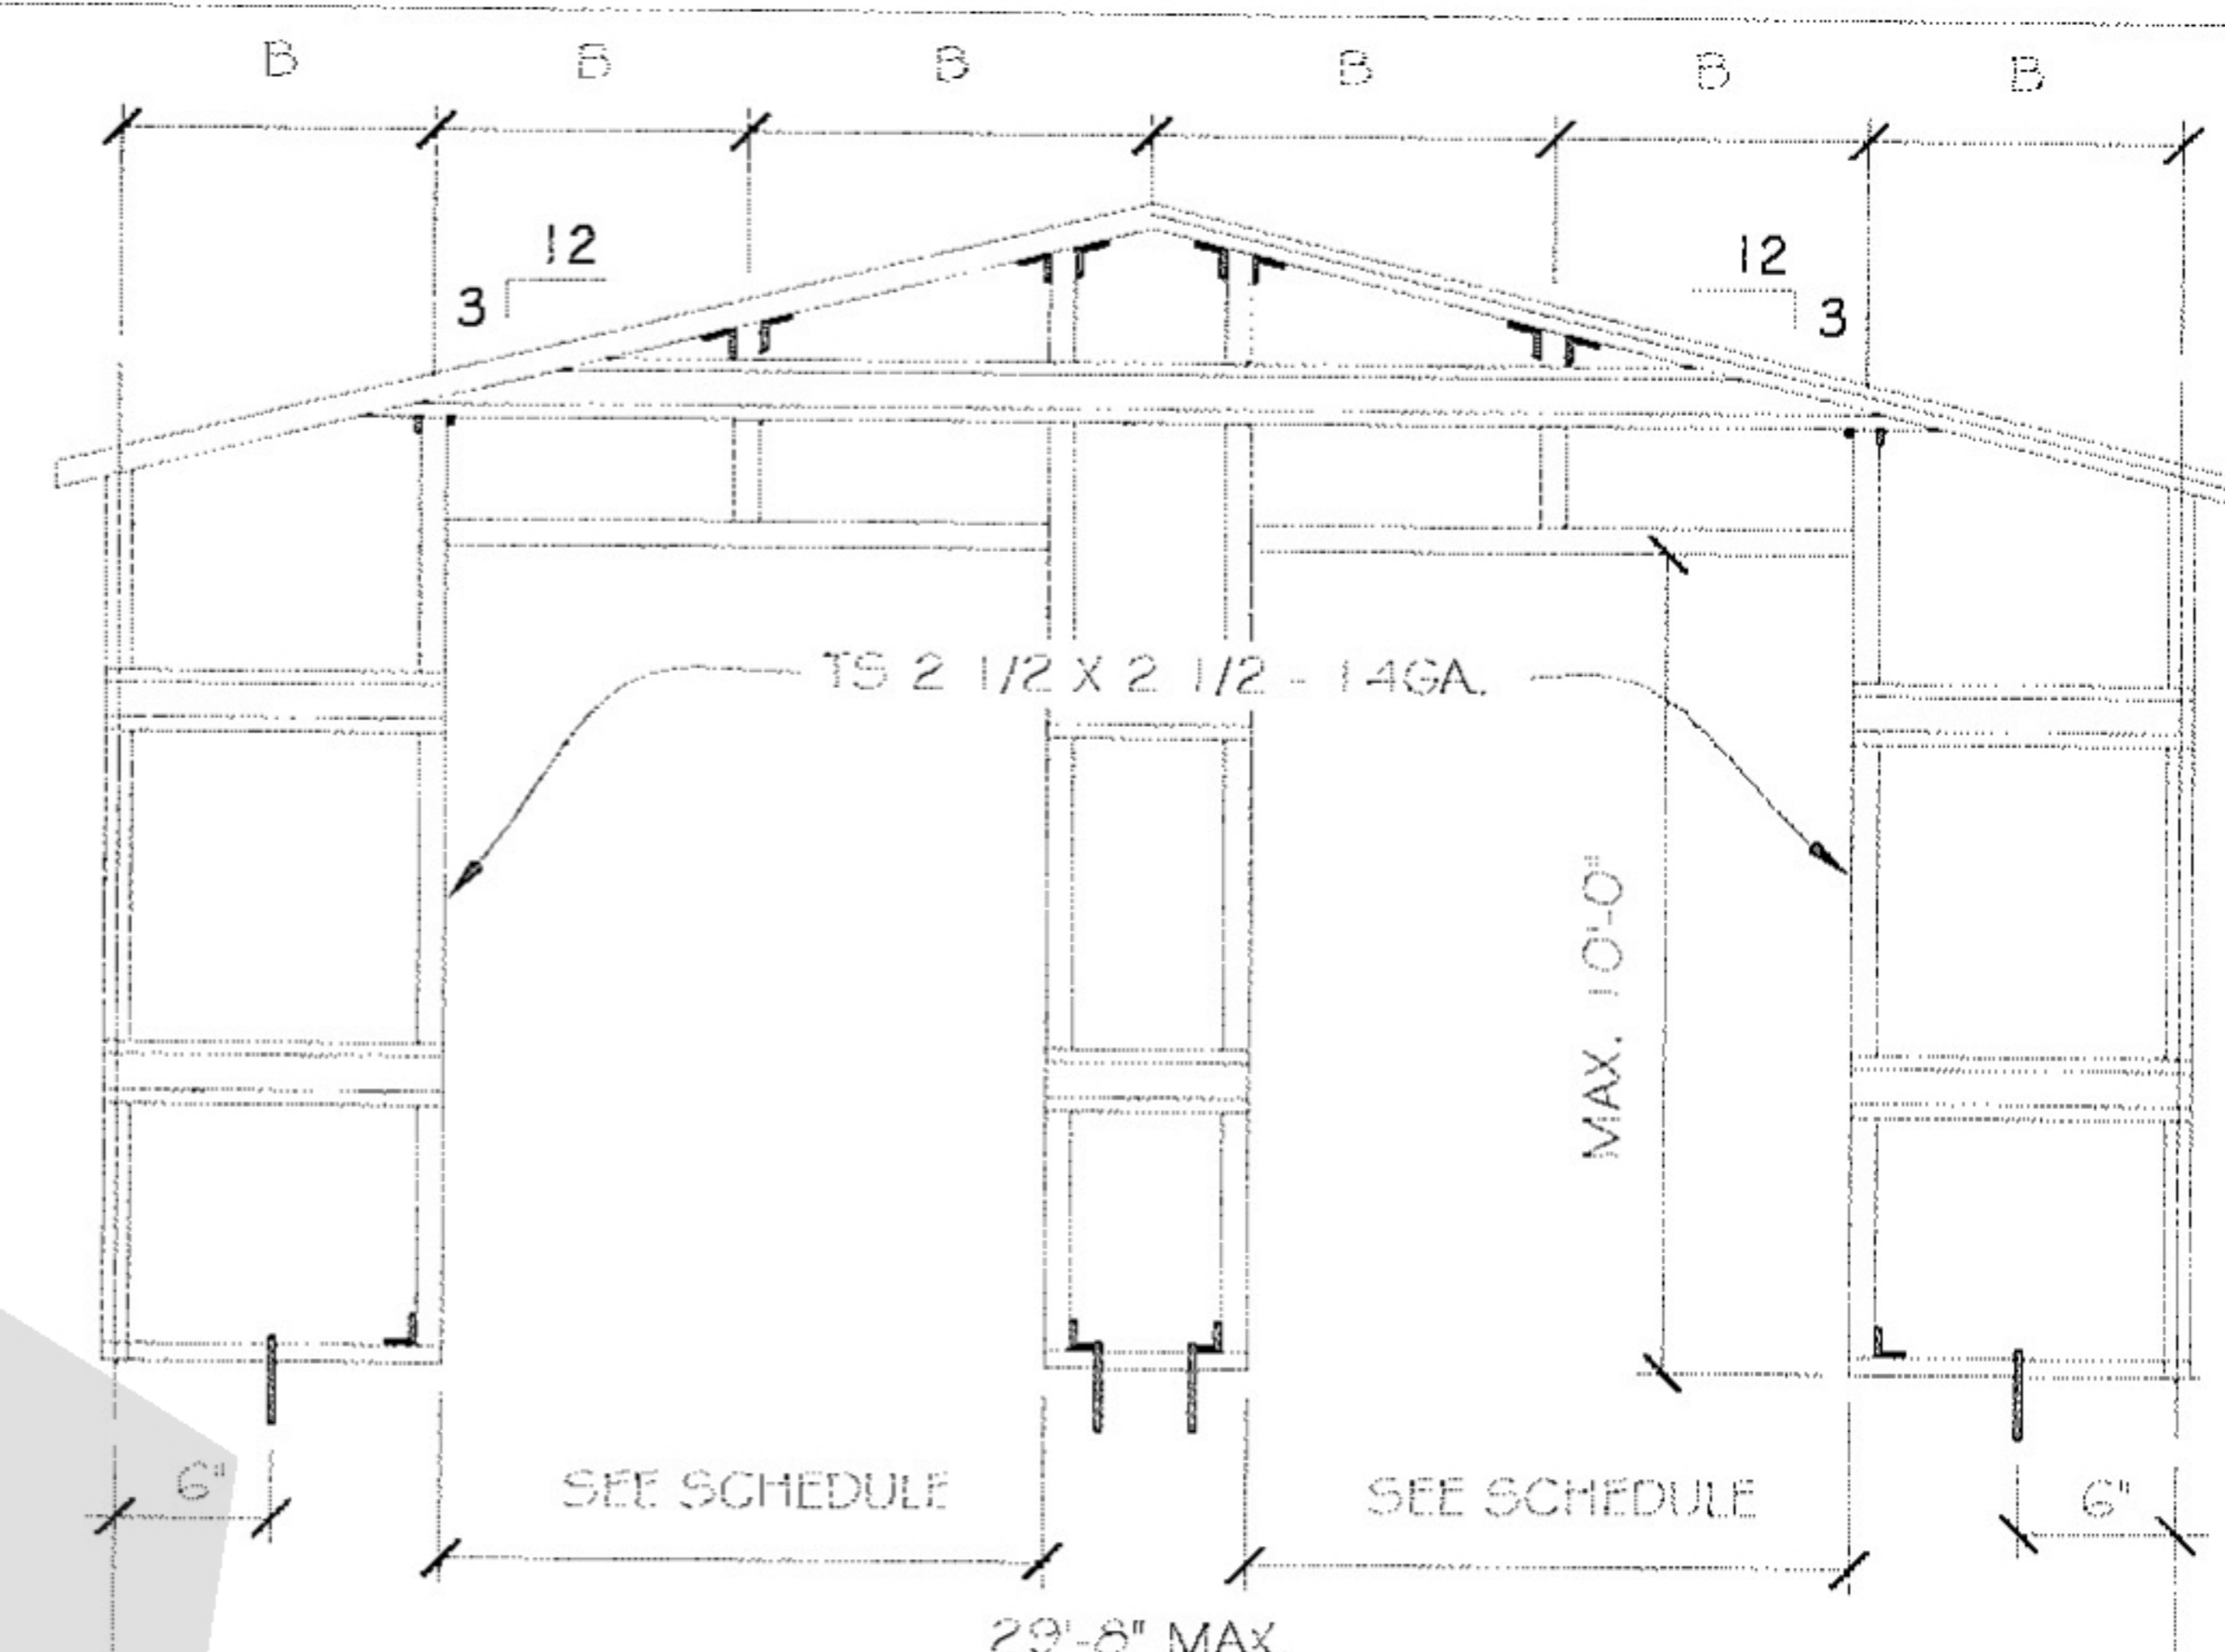 B B B B B B
12
3
12
3
TS 2 1/2 X 2 1/2 - 14GA.
MAX. 10'-0"
6"
SEE SCHEDULE
SEE SCHEDULE
6"
29'-8" MAX.